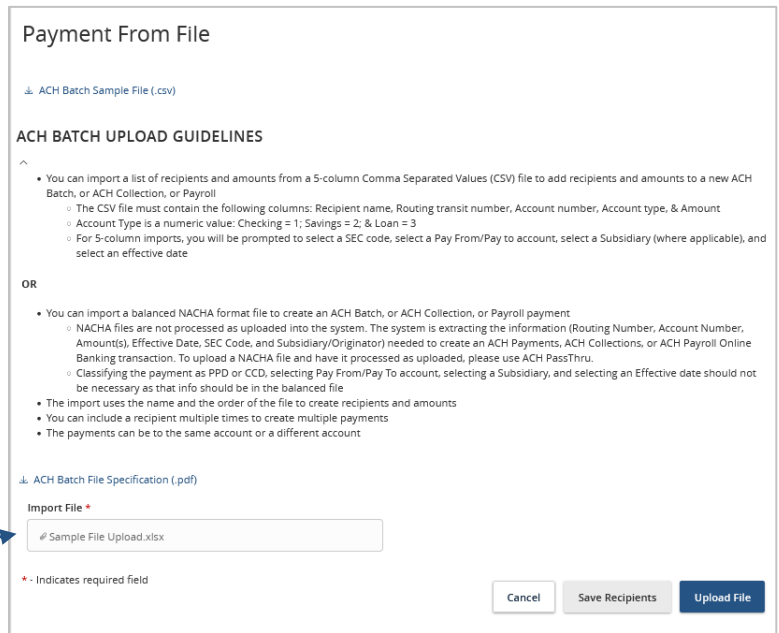 Payment From File
ACH Batch Sample File (.csv)
ACH BATCH UPLOAD GUIDELINES
• You can import a list of recipients and amounts from a 5-column Comma Separated Values (CSV) file to add recipients and amounts to a new ACH
Batch, or ACH Collection, or Payroll
◦ The CSV file must contain the following columns: Recipient name, Routing transit number, Account number, Account type, & Amount
◦ Account Type is a numeric value: Checking = 1; Savings = 2; & Loan = 3
◦ For 5-column imports, you will be prompted to select a SEC code, select a Pay From/Pay to account, select a Subsidiary (where applicable), and
select an effective date
OR
• You can import a balanced NACHA format file to create an ACH Batch, or ACH Collection, or Payroll payment
◦ NACHA files are not processed as uploaded into the system. The system is extracting the information (Routing Number, Account Number,
Amount(s), Effective Date, SEC Code, and Subsidiary/Originator) needed to create an ACH Payments, ACH Collections, or ACH Payroll Online
Banking transaction. To upload a NACHA file and have it processed as uploaded, please use ACH PassThru.
◦ Classifying the payment as PPD or CCD, selecting Pay From/Pay To account, selecting a Subsidiary, and selecting an Effective date should not
be necessary as that info should be in the balanced file
• The import uses the name and the order of the file to create recipients and amounts
• You can include a recipient multiple times to create multiple payments
• The payments can be to the same account or a different account
ACH Batch File Specification (.pdf)
Import File *
Sample File Upload.xlsx
* - Indicates required field
Cancel Save Recipients Upload File